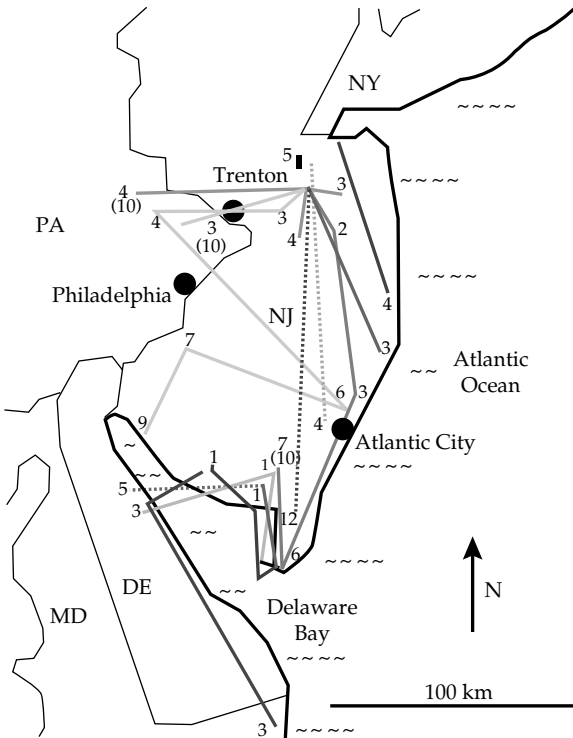 NY
5
Trenton
4
(10)
3
4
3
(10)
3
2
4
PA
Philadelphia
NJ
4
3
7
Atlantic
Ocean
6
3
9
4
Atlantic City
1
7
(10)
1
5
1
3
12
6
DE
MD
Delaware
Bay
N
100 km
3